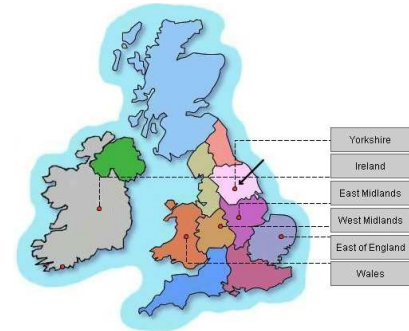 Yorkshire
Ireland
East Midlands
West Midlands
East of England
Wales